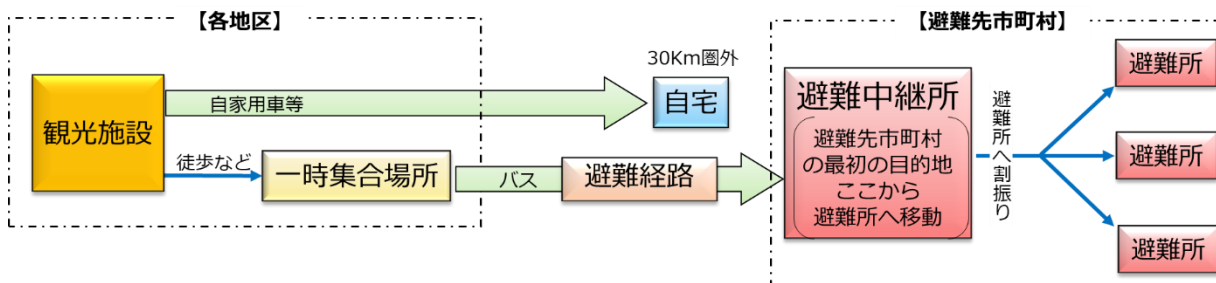 【各地区】
【避難先市町村】
30Km圏外
観光施設
自家用車等
自宅
徒歩など
一時集合場所
バス
避難経路
避難中継所
避難先市町村
の最初の目的地
ここから
避難所へ移動
避難所へ割振り
避難所
避難所
避難所